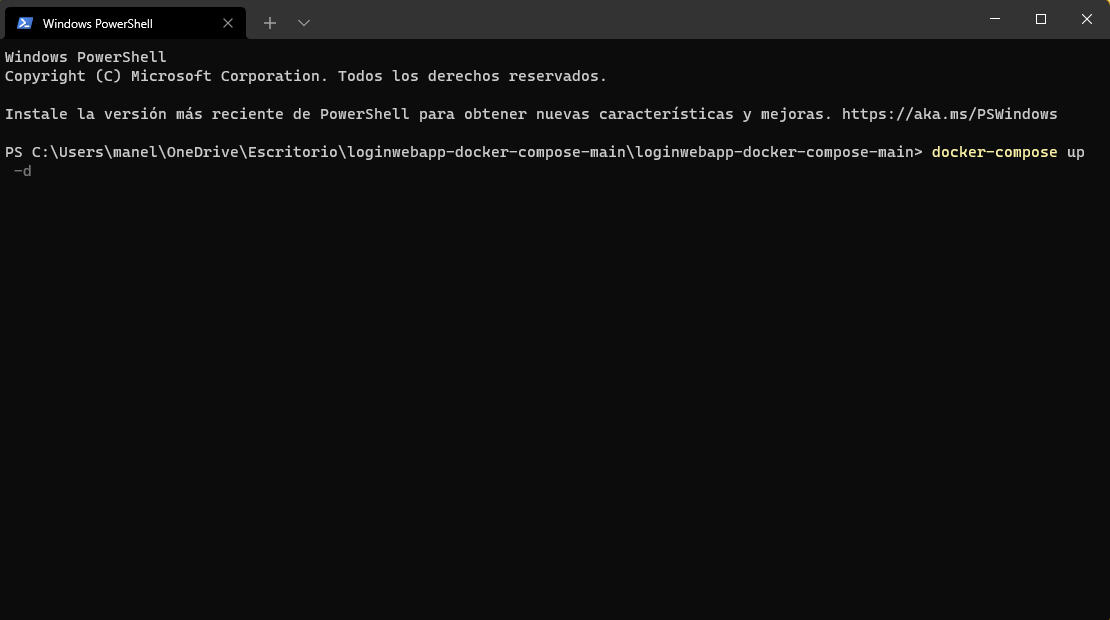 Windows PowerShell
Windows PowerShell
Copyright (C) Microsoft Corporation. Todos los derechos reservados.
Instale la versión más reciente de PowerShell para obtener nuevas características y mejoras. https://aka.ms/PSWindows
PS C:\Users\manel\OneDrive\Escritorio\loginwebapp-docker-compose-main\loginwebapp-docker-compose-main> docker-compose up
-d